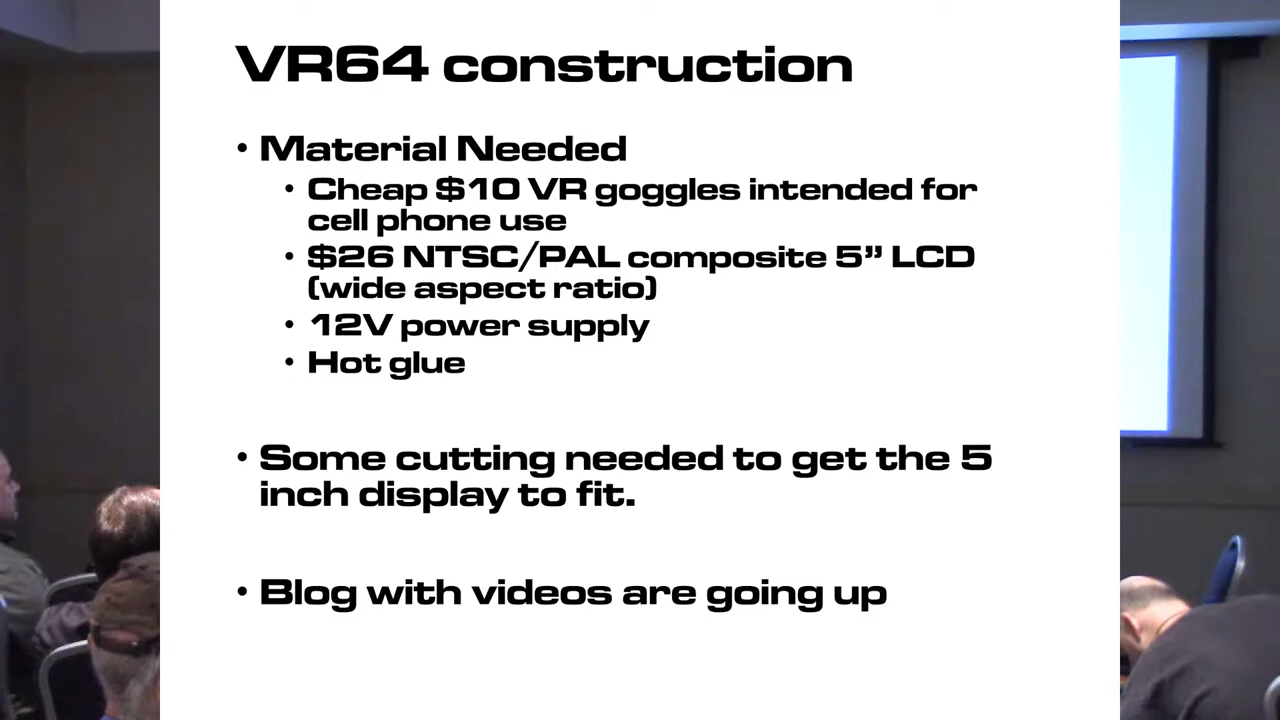 VR64 construction
• Material Needed
• Cheap $10 VR goggles intended for
cell phone use
• $26 NTSC/PAL composite 5” LCD
(wide aspect ratio)
• 12V power supply
• Hot glue
• Some cutting needed to get the 5
inch display to fit.
• Blog with videos are going up